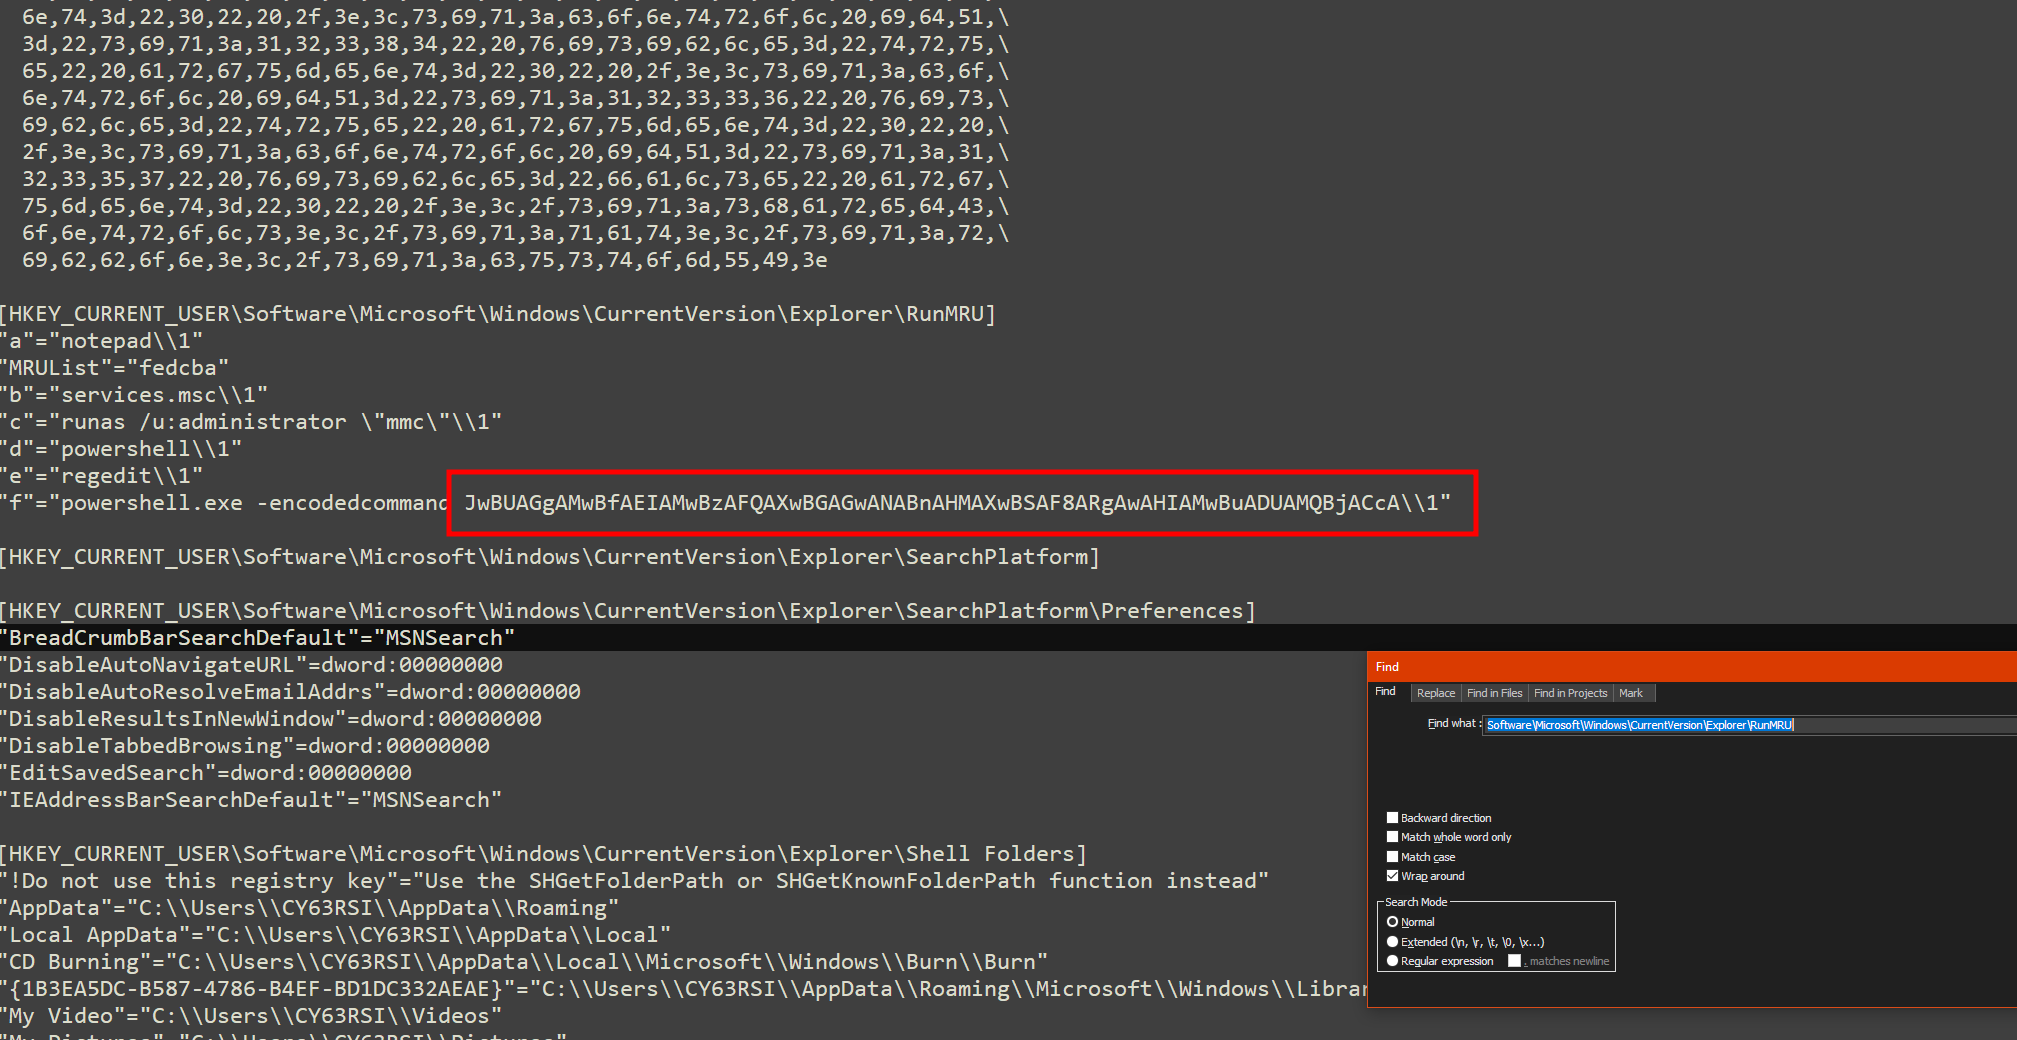 6e,74,3d,22,30,22,20,2f,3e,3c,73,69,71,3a,63,6f,6e,74,72,6f,6c,20,69,64,51,\
3d,22,73,69,71,3a,31,32,33,38,34,22,20,76,69,73,69,62,6c,65,3d,22,74,72,75,\
65,22,20,61,72,67,75,6d,65,6e,74,3d,22,30,22,20,2f,3e,3c,73,69,71,3a,63,6f,\
6e,74,72,6f,6c,20,69,64,51,3d,22,73,69,71,3a,31,32,33,33,36,22,20,76,69,73,\
69,62,6c,65,3d,22,74,72,75,65,22,20,61,72,67,75,6d,65,6e,74,3d,22,30,22,20,\
2f,3e,3c,73,69,71,3a,63,6f,6e,74,72,6f,6c,20,69,64,51,3d,22,73,69,71,3a,31,\
32,33,35,37,22,20,76,69,73,69,62,6c,65,3d,22,66,61,6c,73,65,22,20,61,72,67,\
75,6d,65,6e,74,3d,22,30,22,20,2f,3e,3c,2f,73,69,71,3a,73,68,61,72,65,64,43,\
6f,6e,74,72,6f,6c,73,3e,3c,2f,73,69,71,3a,71,61,74,3e,3c,2f,73,69,71,3a,72,\
69,62,62,6f,6e,3e,3c,2f,73,69,71,3a,63,75,73,74,6f,6d,55,49,3e
[HKEY_CURRENT_USER\Software\Microsoft\Windows\CurrentVersion\Explorer\RunMRU]
"a"="notepad\\1"
"MRUList"="fedcba"
"b"="services.msc\\1"
"c"="runas /u:administrator \"mmc\"\\1"
"d"="powershell\\1"
"e"="regedit\\1"
"f"="powershell.exe -encodedcommand JwBUAGgAMwBfAEIAMwBzAFQAXwBGAGwANABnAHMAXwBSAF8ARgAwAHIAMwBuADUAMQBjACcA\\1"
[HKEY_CURRENT_USER\Software\Microsoft\Windows\CurrentVersion\Explorer\SearchPlatform]
[HKEY_CURRENT_USER\Software\Microsoft\Windows\CurrentVersion\Explorer\SearchPlatform\Preferences]
"BreadCrumbBarSearchDefault"="MSNSearch"
"DisableAutoNavigateURL"=dword:00000000
"DisableAutoResolveEmailAddrs"=dword:00000000
"DisableResultsInNewWindow"=dword:00000000
"DisableTabbedBrowsing"=dword:00000000
"EditSavedSearch"=dword:00000000
"IEAddressBarSearchDefault"="MSNSearch"
[HKEY_CURRENT_USER\Software\Microsoft\Windows\CurrentVersion\Explorer\Shell Folders]
"!Do not use this registry key"="Use the SHGetFolderPath or SHGetKnownFolderPath function instead"
"AppData"="C:\\Users\\CY63RSI\\AppData\\Roaming"
"Local AppData"="C:\\Users\\CY63RSI\\AppData\\Local"
"CD Burning"="C:\\Users\\CY63RSI\\AppData\\Local\\Microsoft\\Windows\\Burn\\Burn"
"{1B3EA5DC-B587-4786-B4EF-BD1DC332AEAE}"="C:\\Users\\CY63RSI\\AppData\\Roaming\\Microsoft\\Windows\\Librar
"My Video"="C:\\Users\\CY63RSI\\Videos"
"My Pictures"="C:\\Users\\CY63RSI\\Pictures"
Find
Find Replace Find in Files Find in Projects Mark
Find what : Software\Microsoft\Windows\CurrentVersion\Explorer\RunMRU
Backward direction
Match whole word only
Match case
Wrap around
Search Mode
Normal
Extended (\n, \r, \t, \0, \x...)
Regular expression . matches newline